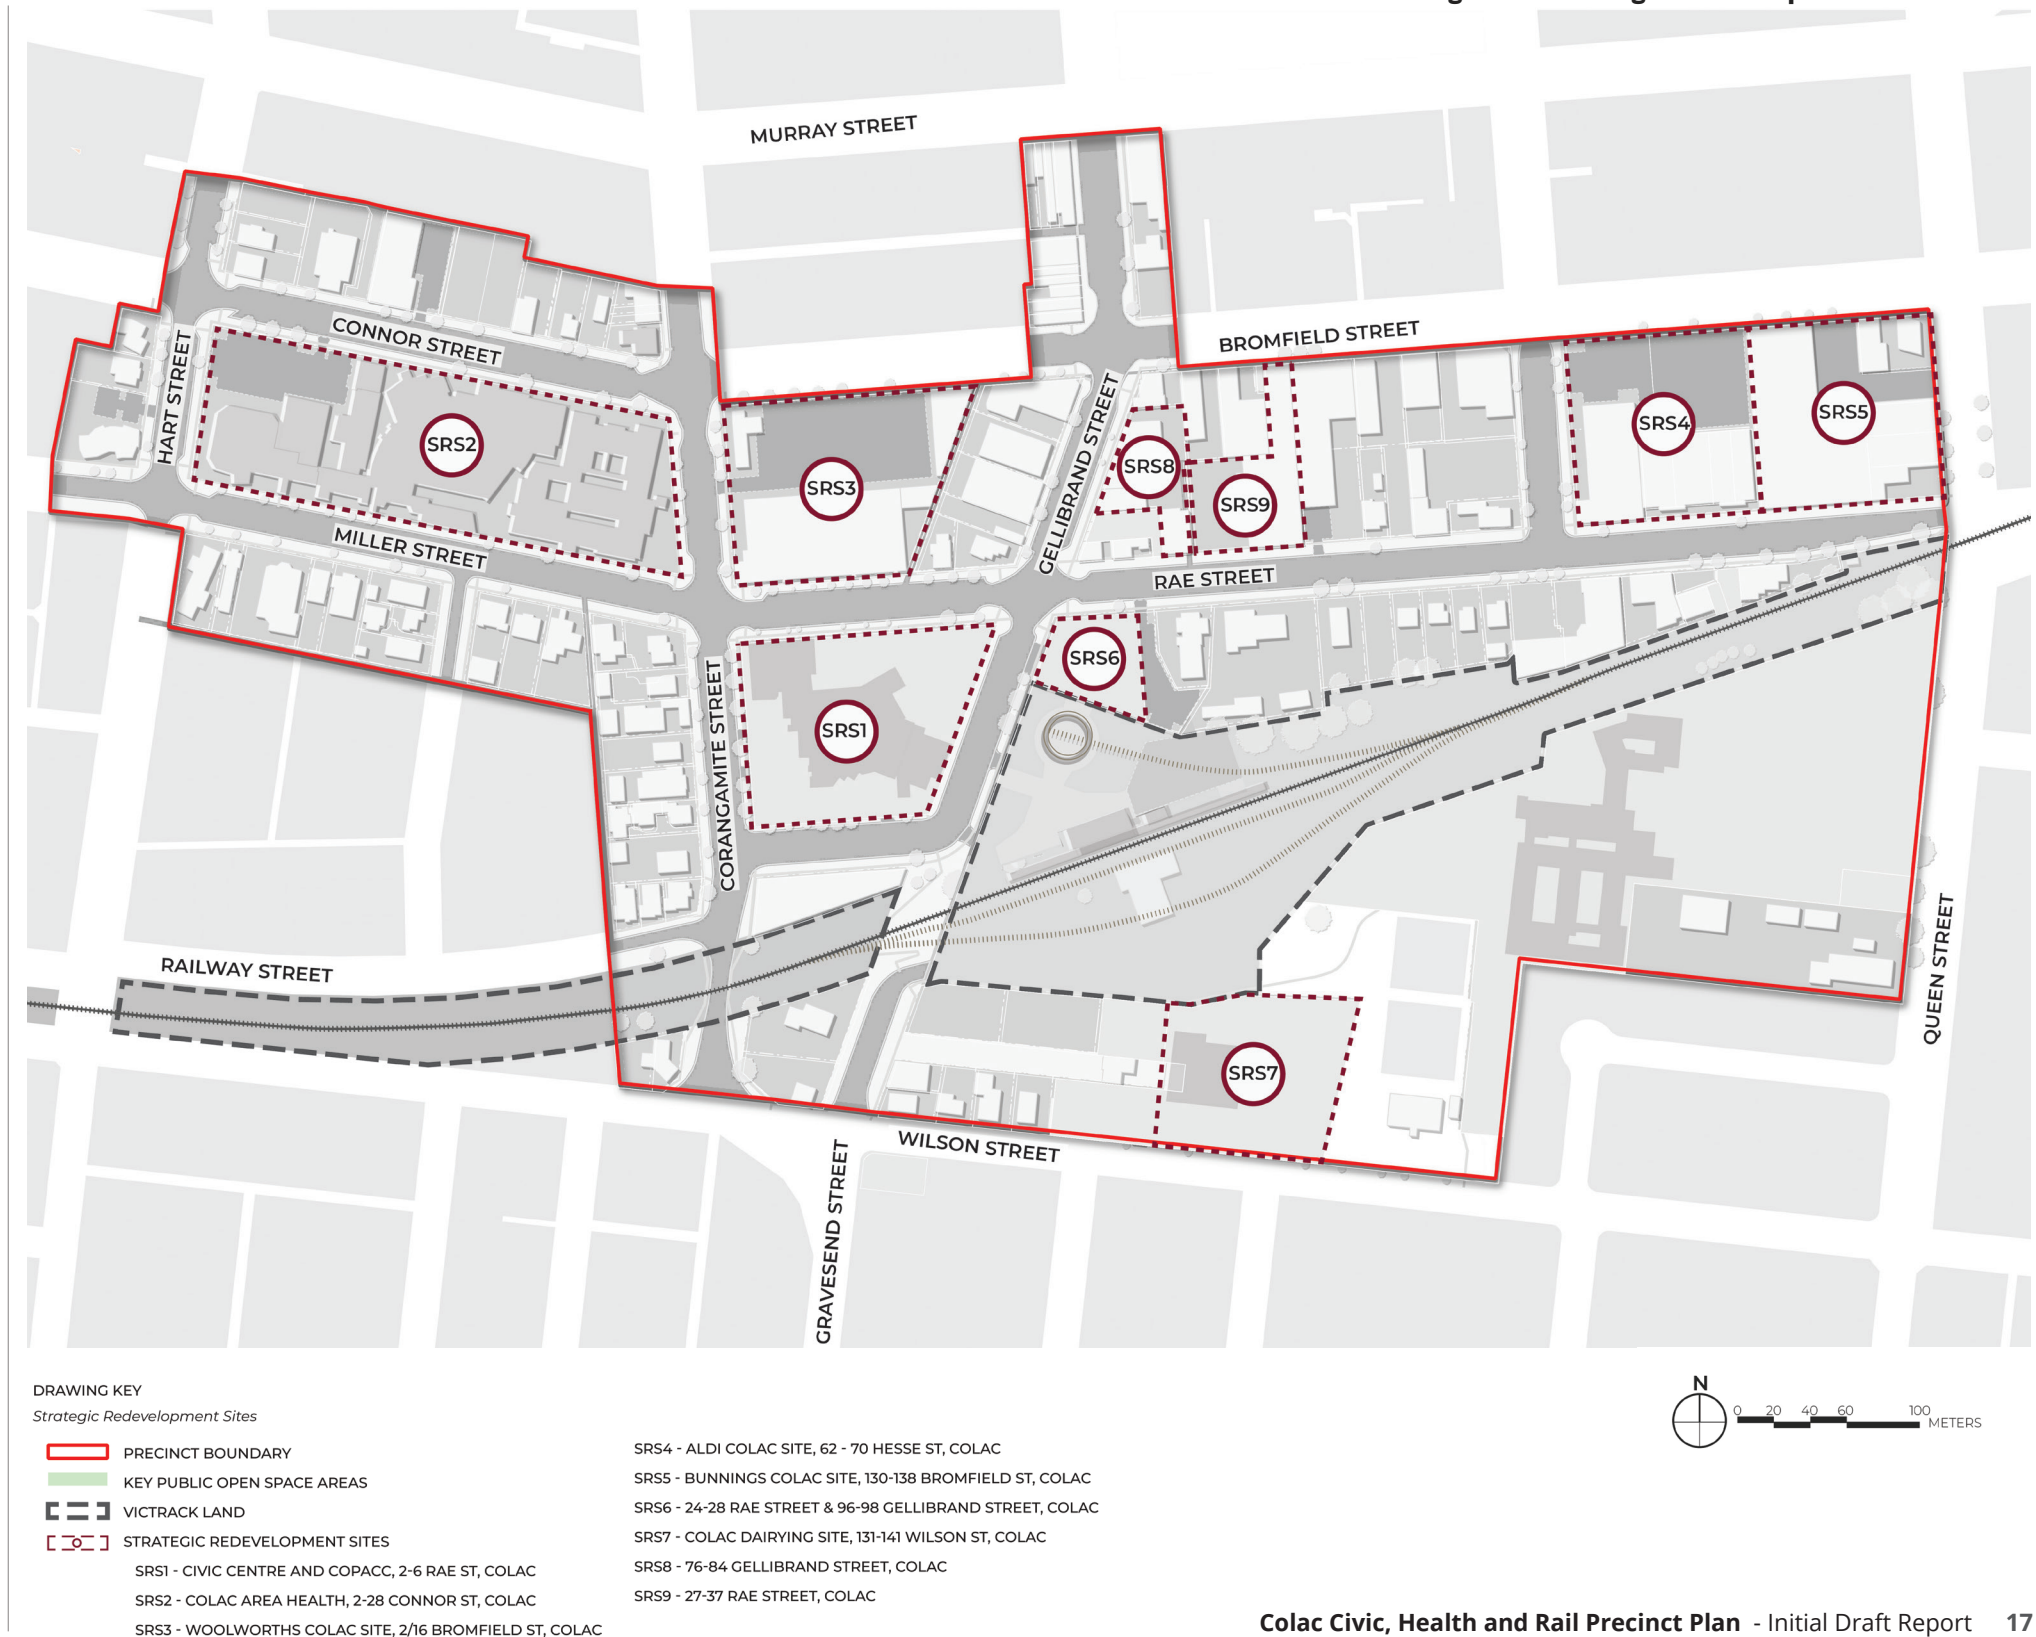 MURRAY STREET
BROMFIELD STREET
CONNOR STREET
HART STREET
SRS2
SRS3
SRS8
SRS9
SRS4
SRS5
GELLIBRAND STREET
MILLER STREET
RAE STREET
SRS6
SRS1
CORANGAMITE STREET
RAILWAY STREET
QUEEN STREET
SRS7
WILSON STREET
GRAVESEND STREET
DRAWING KEY
Strategic Redevelopment Sites
PRECINCT BOUNDARY
KEY PUBLIC OPEN SPACE AREAS
VICTRACK LAND
STRATEGIC REDEVELOPMENT SITES
SRS1 - CIVIC CENTRE AND COPACC, 2-6 RAE ST, COLAC
SRS2 - COLAC AREA HEALTH, 2-28 CONNOR ST, COLAC
SRS3 - WOOLWORTHS COLAC SITE, 2/16 BROMFIELD ST, COLAC
SRS4 - ALDI COLAC SITE, 62 - 70 HESSE ST, COLAC
SRS5 - BUNNINGS COLAC SITE, 130-138 BROMFIELD ST, COLAC
SRS6 - 24-28 RAE STREET & 96-98 GELLIBRAND STREET, COLAC
SRS7 - COLAC DAIRYING SITE, 131-141 WILSON ST, COLAC
SRS8 - 76-84 GELLIBRAND STREET, COLAC
SRS9 - 27-37 RAE STREET, COLAC
N
0 20 40 60 100
METERS
Colac Civic, Health and Rail Precinct Plan - Initial Draft Report 17